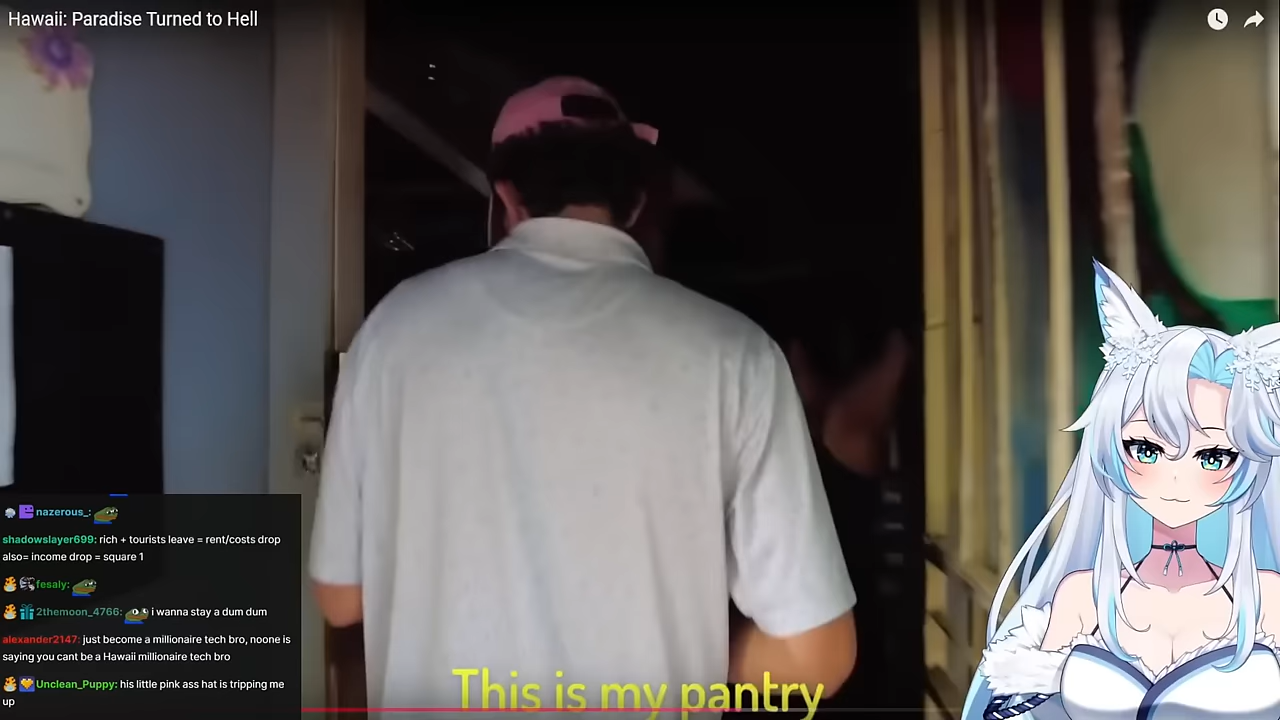 Hawaii: Paradise Turned to Hell
nazerous_:
shadowslayer699: rich + tourists leave = rent/costs drop
also= income drop = square 1
fesaly:
2themoon_4766: i wanna stay a dum dum
alexander2147: just become a millionaire tech bro, noone is
saying you cant be a Hawaii millionaire tech bro
Unclean_Puppy: his little pink ass hat is tripping me
up
This is my pantry